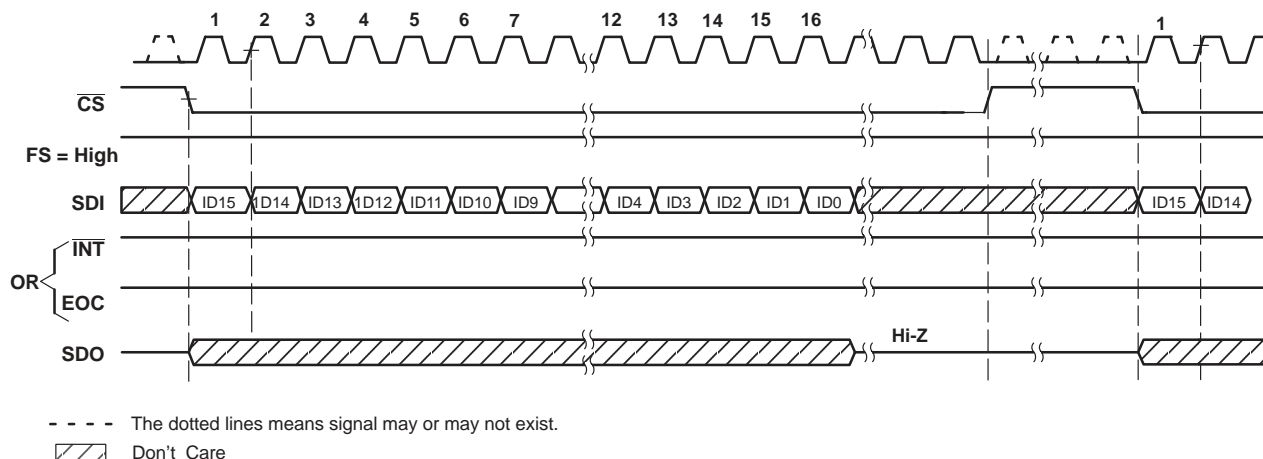 1 2 3 4 5 6 7 12 13 14 15 16 1
CS
FS = High
SDI ID15 1D14 ID13 1D12 ID11 ID10 ID9 ID4 ID3 ID2 ID1 ID0 ID15 ID14
INT
OR
EOC
SDO Hi-Z
The dotted lines means signal may or may not exist.
Don't Care